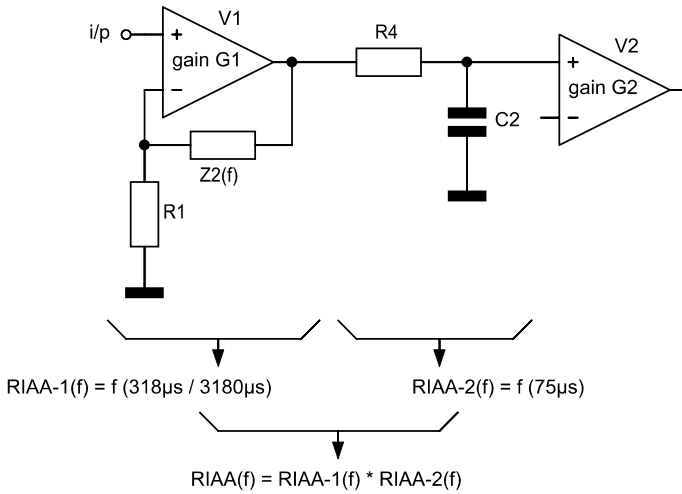 V1
i/p
+
gain G1
−
R4
V2
+
gain G2
−
C2
Z2(f)
R1
RIAA-1(f) = f (318µs / 3180µs)
RIAA-2(f) = f (75µs)
RIAA(f) = RIAA-1(f) * RIAA-2(f)